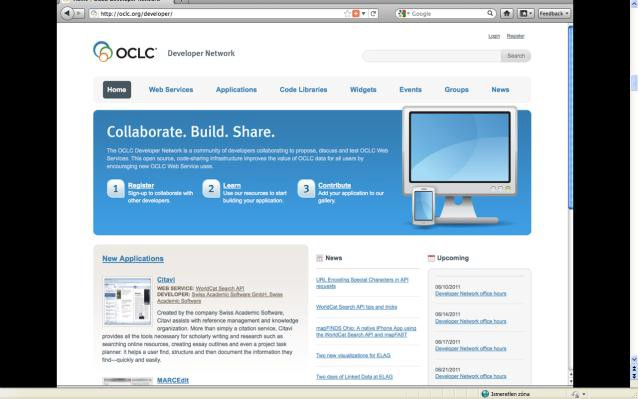 http://oclc.org/developer/
Google
Feedback
Login Register
OCLC Developer Network
Search
Home Web Services Applications Code Libraries Widgets Events Groups News
Collaborate. Build. Share.
The OCLC Developer Network is a community of developers collaborating to propose, discuss and test OCLC Web
Services. This open source, code-sharing infrastructure improves the value of OCLC data for all users by
encouraging new OCLC Web Service uses.
1 Register
Sign-up to collaborate with
other developers.
2 Learn
Use our resources to start
building your application.
3 Contribute
Add your application to our
gallery.
New Applications
Citavi
WEB SERVICE: WorldCat Search API
DEVELOPER: Swiss Academic Software GmbH, Swiss
Academic Software
Created by the company Swiss Academic Software,
Citavi assists with reference management and knowledge
organization. More than simply a citation service, Citavi
provides all the tools necessary for scholarly writing and research such as
searching online resources, creating essay outlines and even a project task
planner. It helps a user find, structure and then document the information they
find—quickly and easily.
MARCEdit
News
URL Encoding Special Characters in API
requests
WorldCat Search API tips and tricks
mapFINDS Ohio: A native iPhone App using
the WorldCat Search API and mapFAST
Two new visualizations for ELAG
Two days of Linked Data at ELAG
Upcoming
06/10/2011
Developer Network office hours
06/14/2011
Developer Network office hours
06/17/2011
Developer Network office hours
06/21/2011
Developer Network office hours
Ismeretlen zóna